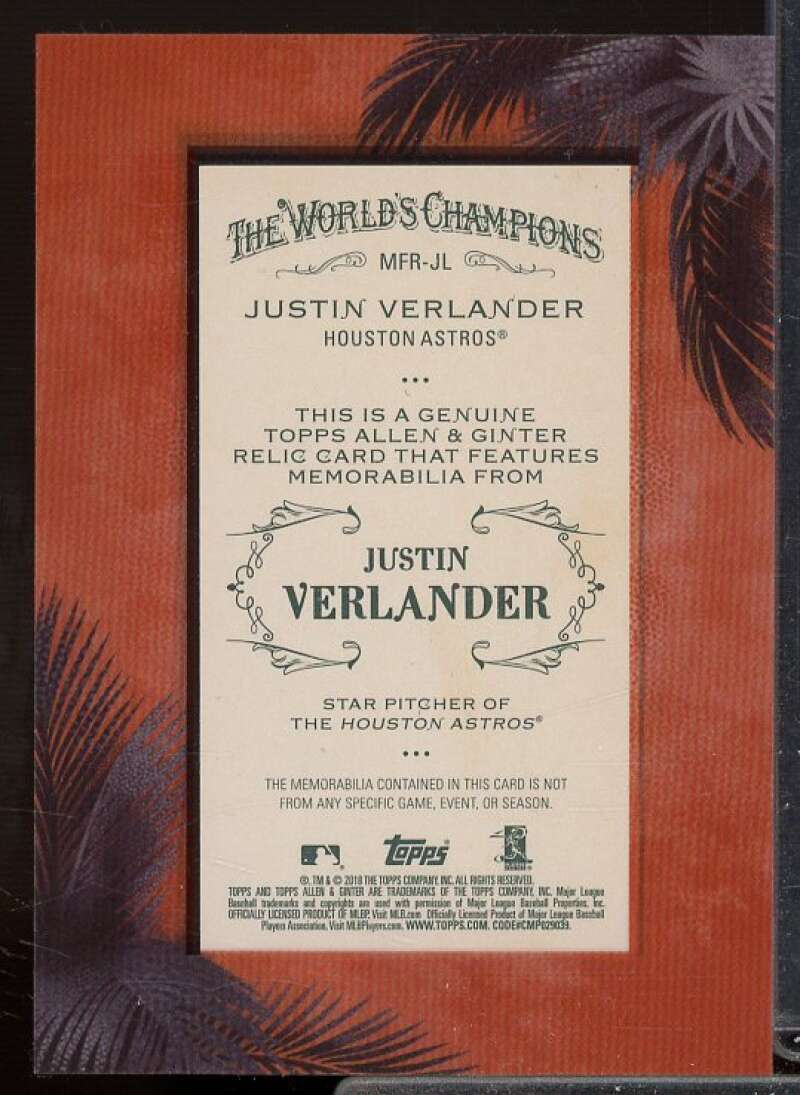 THE WORLD'S CHAMPIONS
MFR-JL
JUSTIN VERLANDER
HOUSTON ASTROS®
•••
THIS IS A GENUINE
TOPPS ALLEN & GINTER
RELIC CARD THAT FEATURES
MEMORABILIA FROM
JUSTIN
VERLANDER
STAR PITCHER OF
THE HOUSTON ASTROS®
•••
THE MEMORABILIA CONTAINED IN THIS CARD IS NOT
FROM ANY SPECIFIC GAME, EVENT, OR SEASON.
topps
®, TM & © 2018 THE TOPPS COMPANY, INC. ALL RIGHTS RESERVED.
TOPPS AND TOPPS ALLEN & GINTER ARE TRADEMARKS OF THE TOPPS COMPANY, INC. Major League
Baseball trademarks and copyrights are used with permission of Major League Baseball Properties, Inc.
OFFICIALLY LICENSED PRODUCT OF MLBP. Visit MLB.com Officially Licensed Product of Major League Baseball
Players Association. Visit MLBPlayers.com. WWW.TOPPS.COM. CODE#CMP029039.